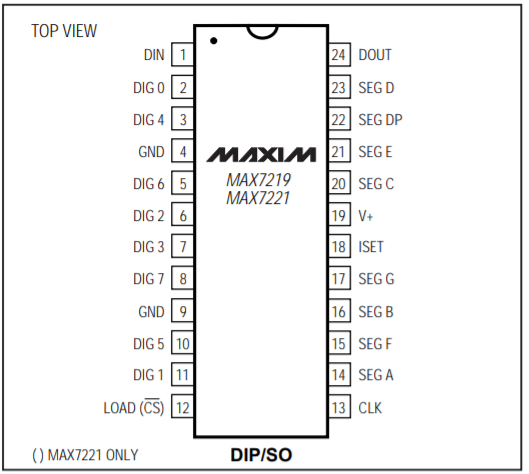 TOP VIEW
DIN 1 24 DOUT
DIG 0 2 23 SEG D
DIG 4 3 22 SEG DP
GND 4 MAXIM 21 SEG E
DIG 6 5 MAX7219 20 SEG C
MAX7221
DIG 2 6 19 V+
DIG 3 7 18 ISET
DIG 7 8 17 SEG G
GND 9 16 SEG B
DIG 5 10 15 SEG F
DIG 1 11 14 SEG A
LOAD (C̅S̅) 12 13 CLK
( ) MAX7221 ONLY DIP/SO